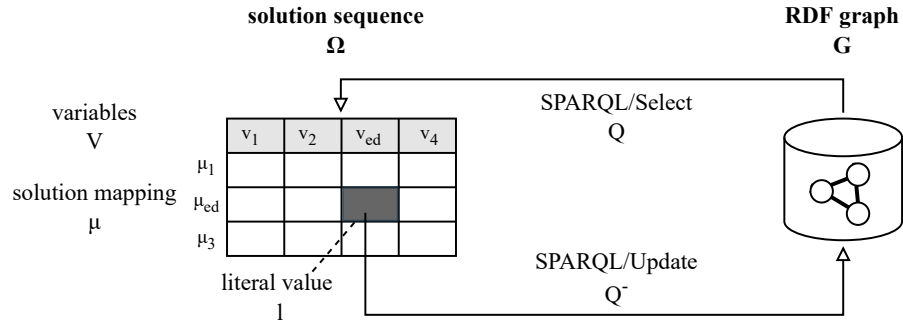 solution sequence
Ω
RDF graph
G
SPARQL/Select
Q
variables
V
v1 v2 ved v4
μ1
solution mapping
μ
μed
μ3
literal value
l
SPARQL/Update
Q-